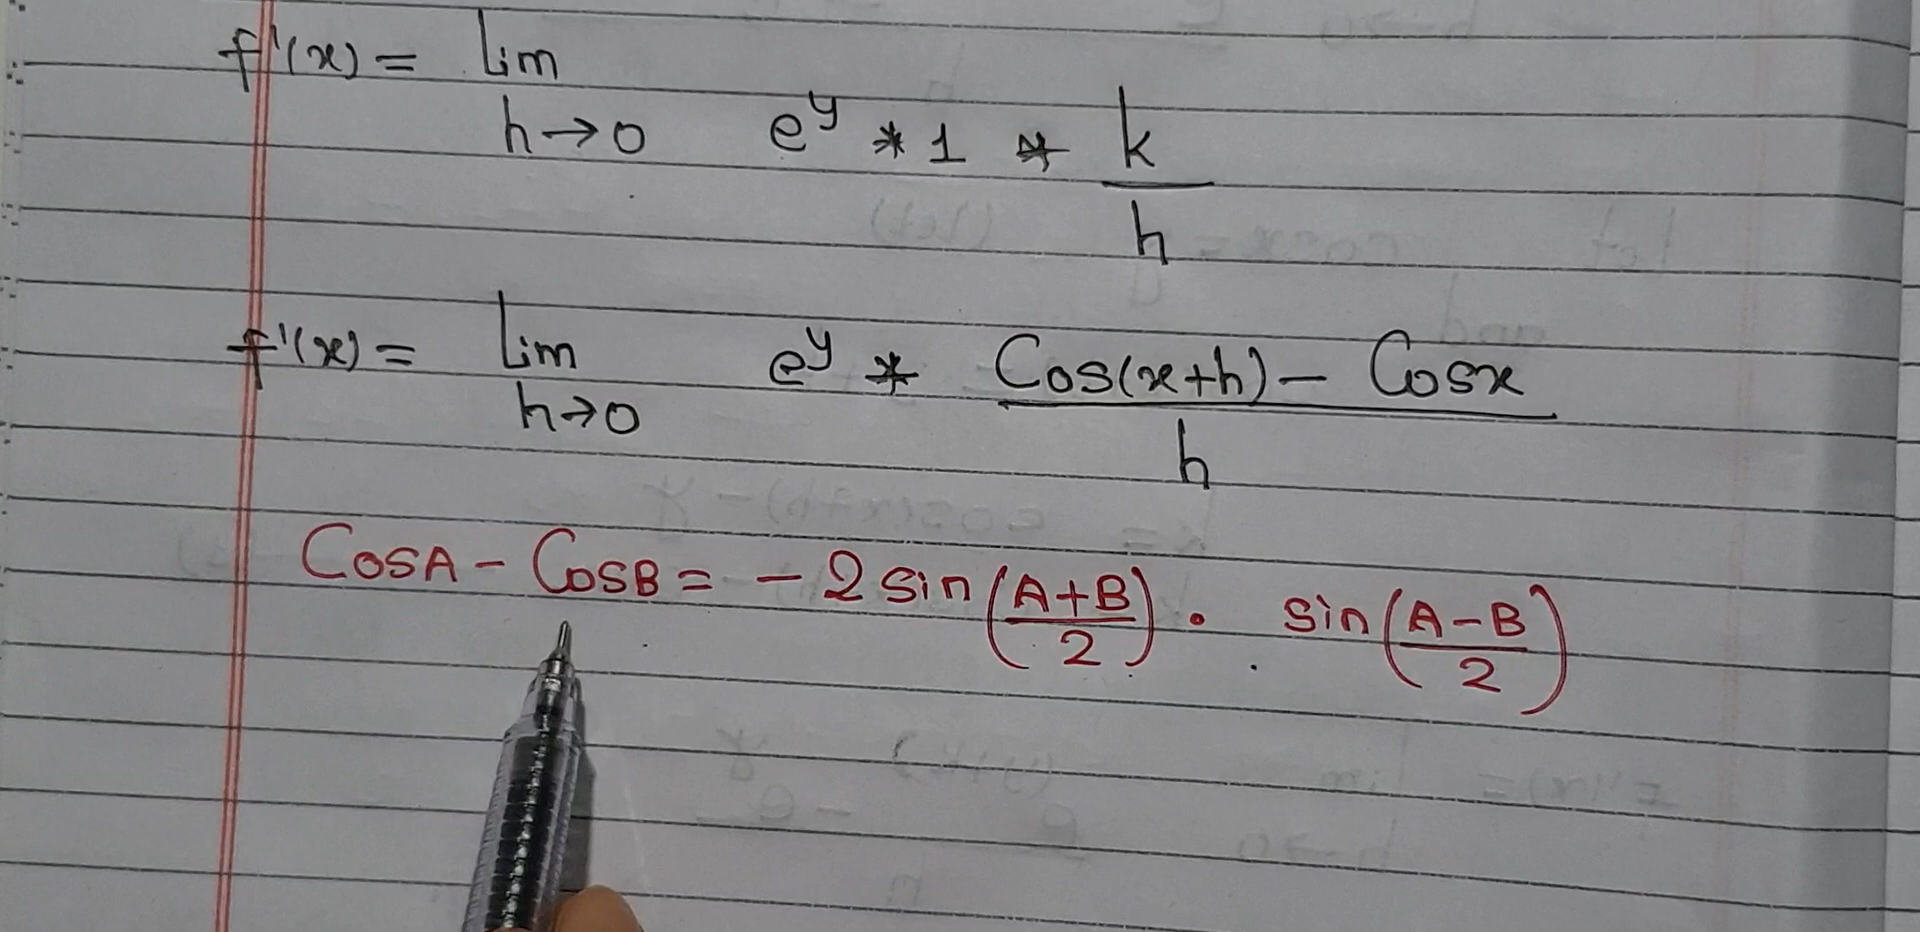 f'(x) = Lim h→0 e^y * 1 * k/h
f'(x) = Lim h→0 e^y * (Cos(x+h) - Cosx)/h
CosA - CosB = -2 sin((A+B)/2) · sin((A-B)/2)